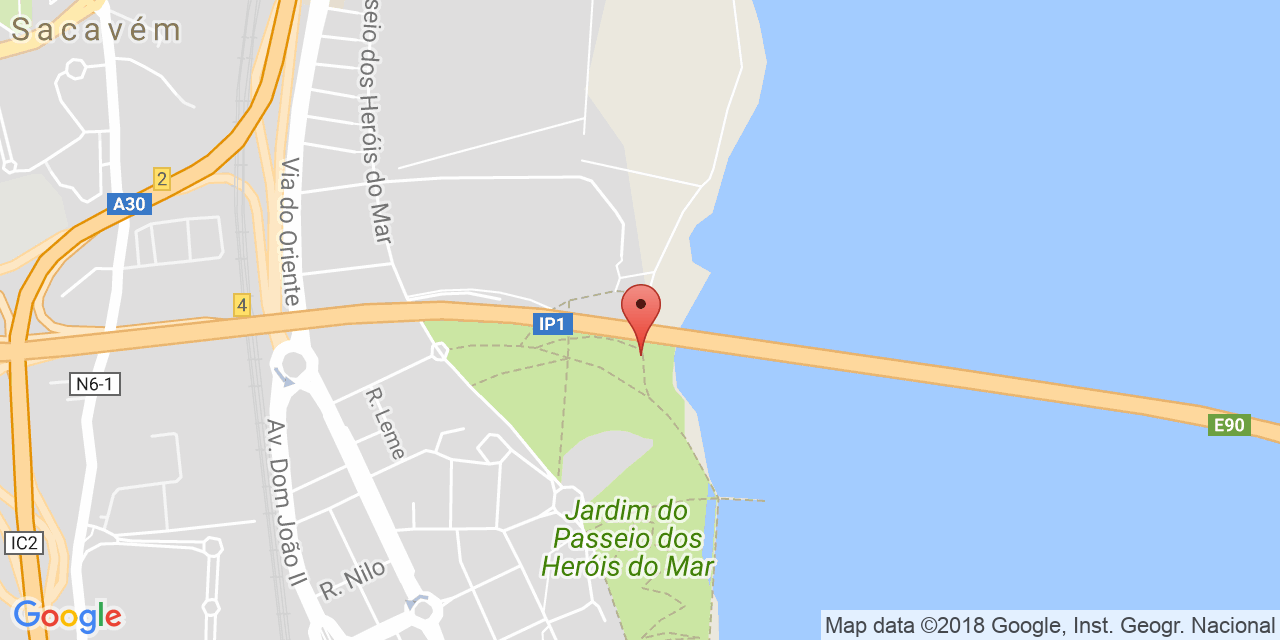 Sacavém
Passeio dos Heróis do Mar
2
Via do Oriente
A30
4
IP1
N6-1
R. Leme
E90
Av. Dom João II
Jardim do
Passeio dos
Heróis do Mar
IC2
R. Nilo
Google
Map data ©2018 Google, Inst. Geogr. Nacional